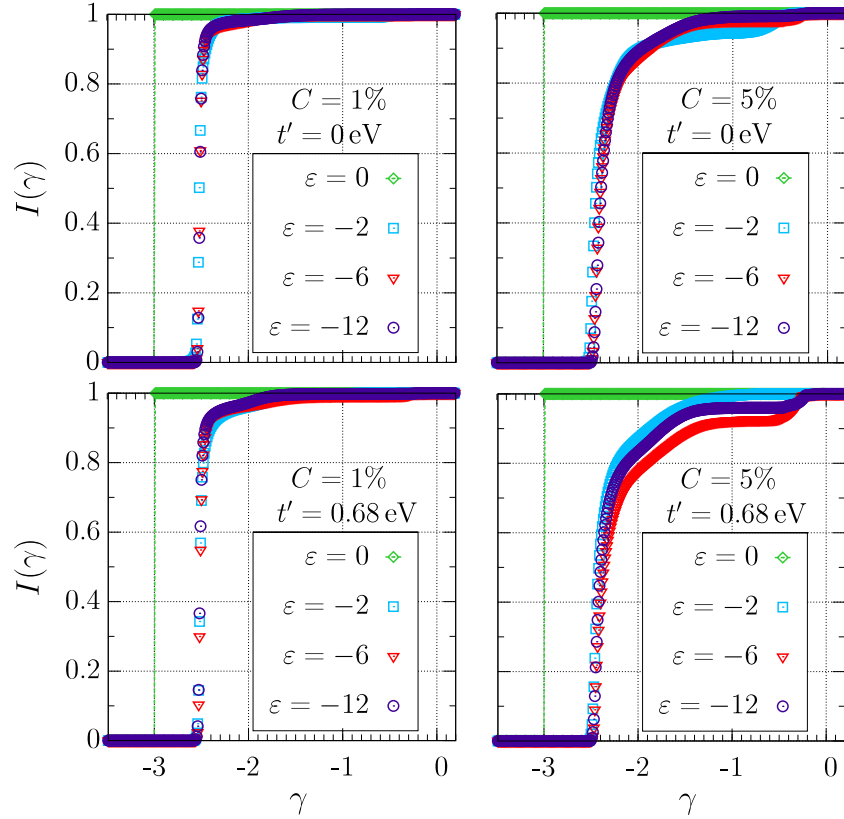 1
0.8
0.6
0.4
0.2
0
I(γ)
C = 1%
t′ = 0 eV
ε = 0
ε = −2
ε = −6
ε = −12
C = 5%
t′ = 0 eV
ε = 0
ε = −2
ε = −6
ε = −12
1
0.8
0.6
0.4
0.2
0
I(γ)
C = 1%
t′ = 0.68 eV
ε = 0
ε = −2
ε = −6
ε = −12
-3 -2 -1 0
γ
C = 5%
t′ = 0.68 eV
ε = 0
ε = −2
ε = −6
ε = −12
-3 -2 -1 0
γ